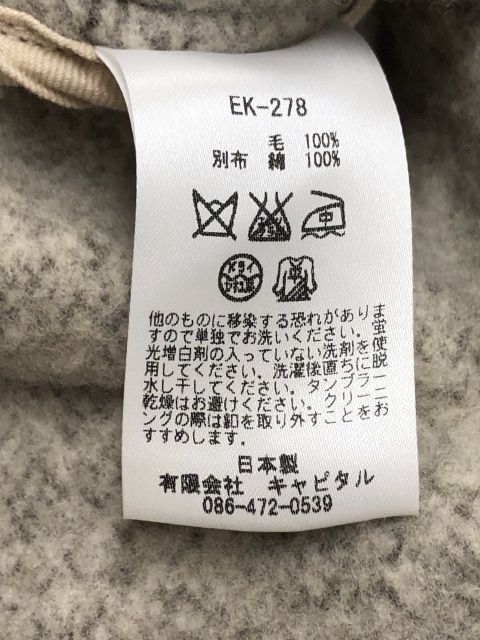 EK-278
毛 100%
別布 綿 100%
中
ドライ
他のものに移染する恐れがありま
すので単独でお洗いください。蛍
光増白剤の入っていない洗剤を使
用してください。洗濯後直ちに脱
水し干してください。タンブラー
乾燥はお避けください。クリーニ
ングの際は釦を取り外すことをお
すすめします。
日本製
有限会社 キャピタル
086-472-0539